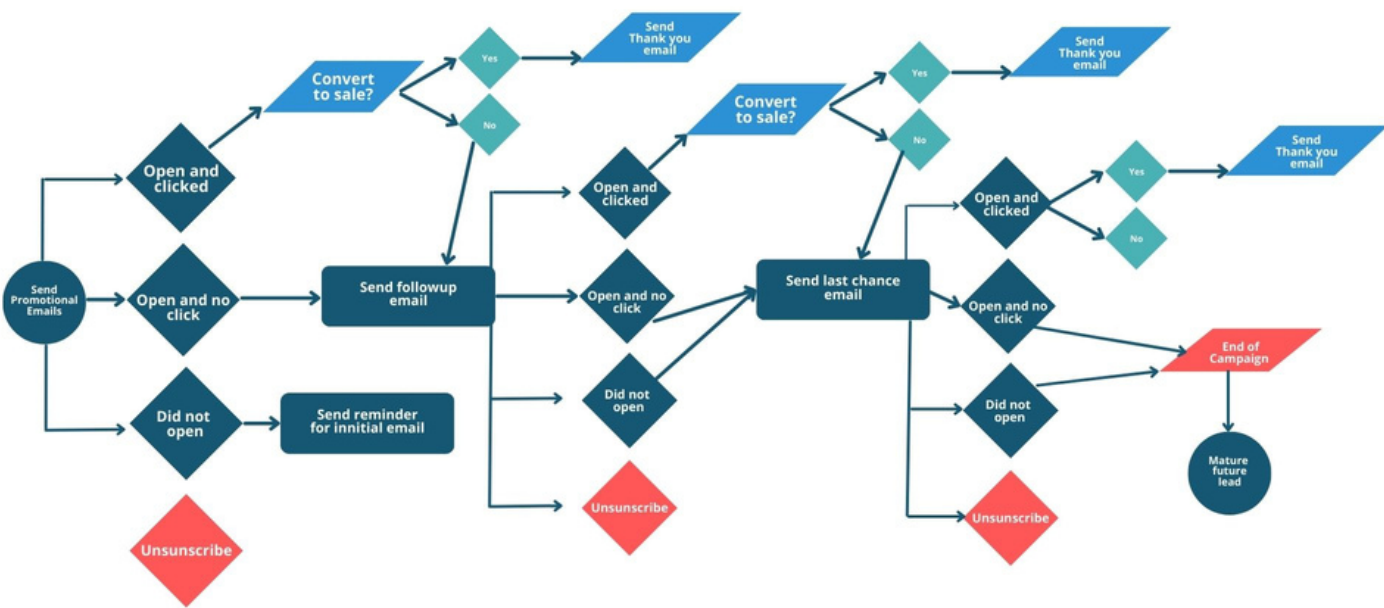 Send
Thank you
email
Yes
Convert
to sale?
No
Send
Thank you
email
Yes
Convert
to sale?
No
Send
Thank you
email
Yes
No
Open and
clicked
Open and
clicked
Open and
clicked
Send
Promotional
Emails
Open and no
click
Send followup
email
Open and no
click
Send last chance
email
Open and no
click
End of
Campaign
Did not
open
Send reminder
for innitial email
Did not
open
Did not
open
Mature
future
lead
Unsunscribe
Unsunscribe
Unsunscribe